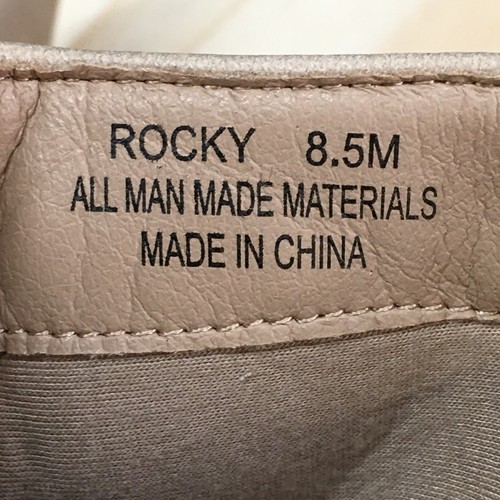 ROCKY 8.5M
ALL MAN MADE MATERIALS
MADE IN CHINA